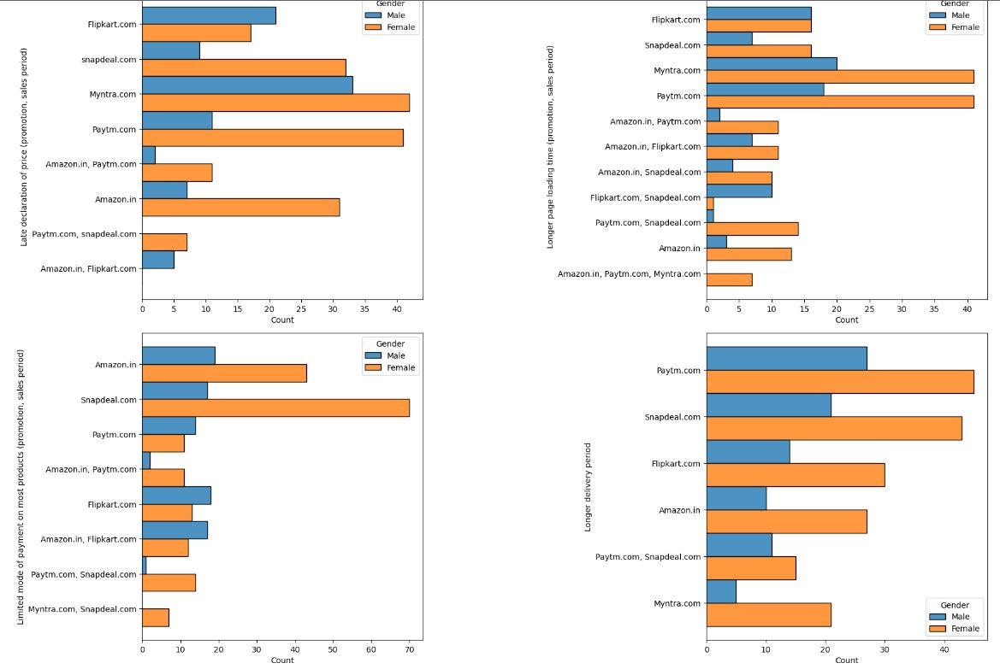 Gender
Male
Female
Flipkart.com
snapdeal.com
Myntra.com
Paytm.com
Amazon.in, Paytm.com
Amazon.in
Paytm.com, snapdeal.com
Amazon.in, Flipkart.com
Late declaration of price (promotion, sales period)
0 5 10 15 20 25 30 35 40
Count
Gender
Male
Female
Flipkart.com
Snapdeal.com
Myntra.com
Paytm.com
Amazon.in, Paytm.com
Amazon.in, Flipkart.com
Amazon.in, Snapdeal.com
Flipkart.com, Snapdeal.com
Paytm.com, Snapdeal.com
Amazon.in
Amazon.in, Paytm.com, Myntra.com
Longer page loading time (promotion, sales period)
0 5 10 15 20 25 30 35 40
Count
Gender
Male
Female
Amazon.in
Snapdeal.com
Paytm.com
Amazon.in, Paytm.com
Flipkart.com
Amazon.in, Flipkart.com
Paytm.com, Snapdeal.com
Myntra.com, Snapdeal.com
Limited mode of payment on most products (promotion, sales period)
0 10 20 30 40 50 60 70
Count
Paytm.com
Snapdeal.com
Flipkart.com
Amazon.in
Paytm.com, Snapdeal.com
Myntra.com
Longer delivery period
Gender
Male
Female
0 10 20 30 40
Count